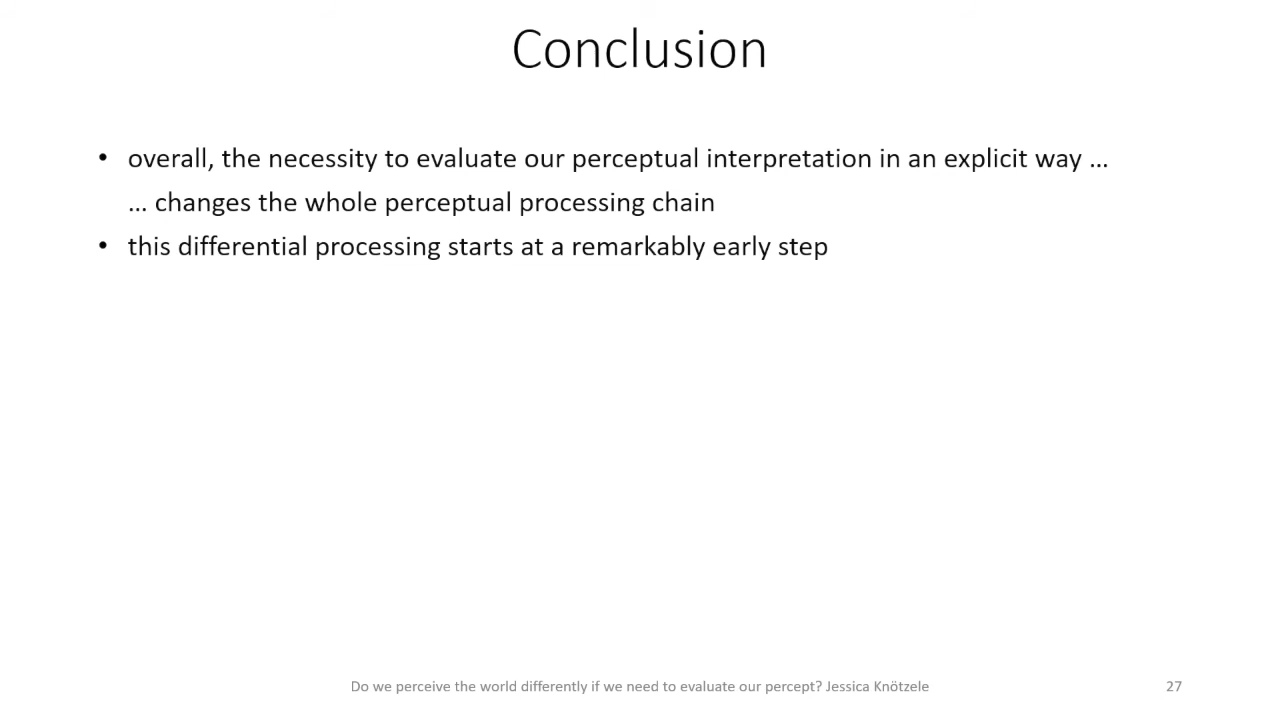 Conclusion
• overall, the necessity to evaluate our perceptual interpretation in an explicit way …
… changes the whole perceptual processing chain
• this differential processing starts at a remarkably early step
Do we perceive the world differently if we need to evaluate our percept? Jessica Knötzele
27